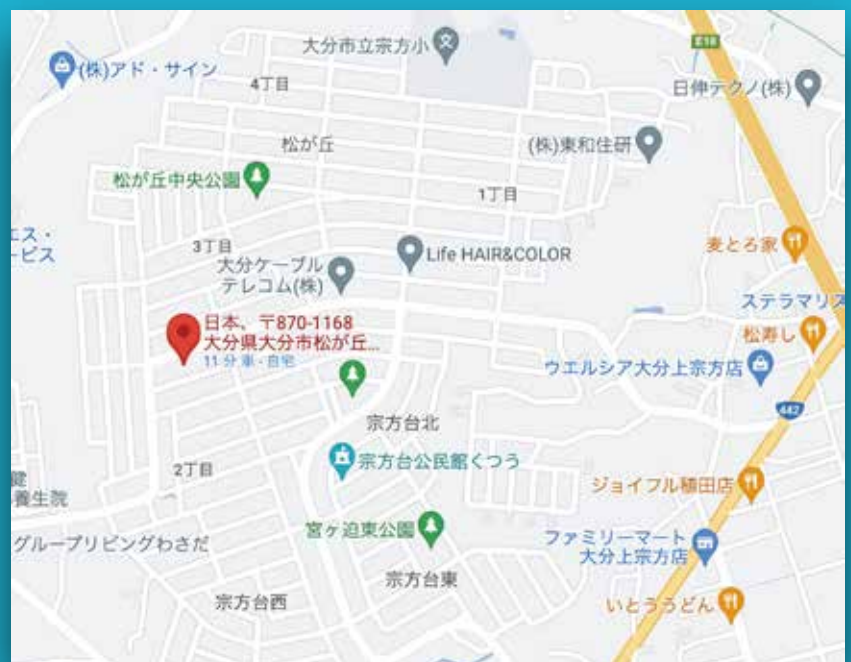 大分市立宗方小
E10
(株)アド・サイン
4丁目
日伸テクノ(株)
松が丘
(株)東和住研
松が丘中央公園
1丁目
エス・
ービス
3丁目
麦とろ家
大分ケーブル
テレコム(株)
Life HAIR&COLOR
ステラマリス
日本、〒870-1168
大分県大分市松が丘...
11 分 車 - 自宅
松寿し
ウエルシア大分上宗方店
442
宗方台北
宗方台公民館くつう
2丁目
健
養生院
ジョイフル稙田店
宮ヶ迫東公園
グループリビングわさだ
ファミリーマート
大分上宗方店
宗方台東
宗方台西
いとううどん